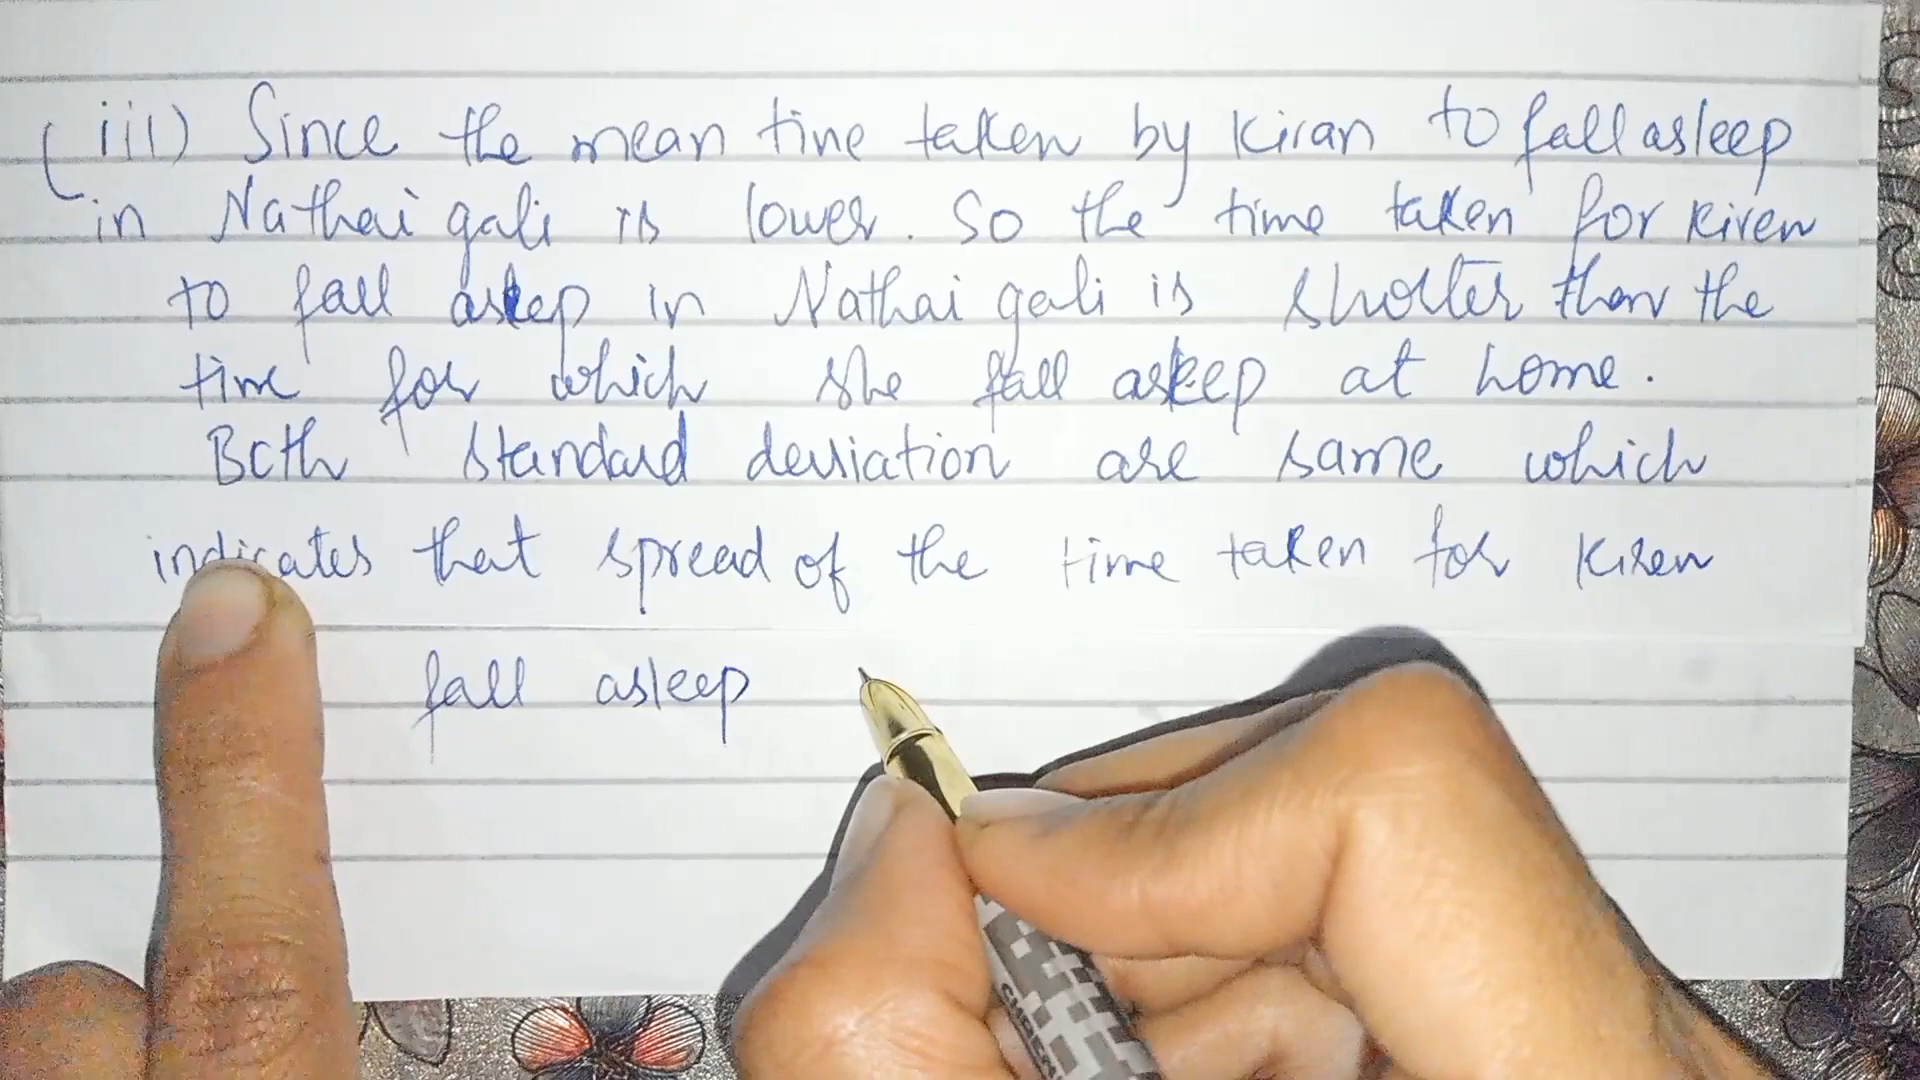 (iii) Since the mean time taken by Kiran to fall asleep
in Nathai gali is lower. So the time taken for Kiren
to fall asleep in Nathai gali is shorter than the
time for which she fall asleep at home.
Both standard deviation are same which
indicates that spread of the time taken for Kiren
fall asleep